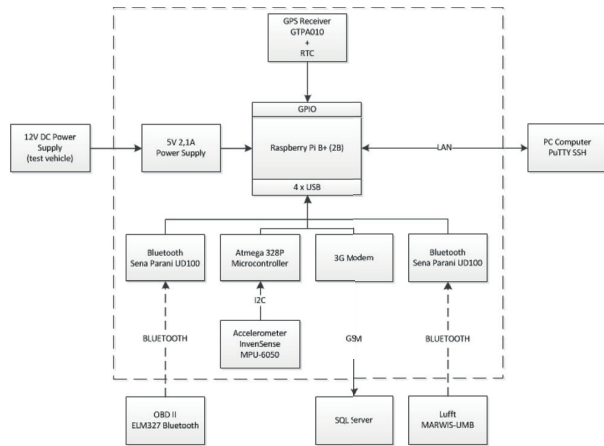 GPS Receiver
GTPA010
+
RTC
GPIO
12V DC Power
Supply
(test vehicle)
5V 2,1A
Power Supply
Raspberry Pi B+ (2B)
LAN
PC Computer
PuTTY SSH
4 x USB
Bluetooth
Sena Parani UD100
Atmega 328P
Microcontroller
3G Modem
Bluetooth
Sena Parani UD100
I2C
BLUETOOTH
Accelerometer
InvenSense
MPU-6050
GSM
BLUETOOTH
OBD II
ELM327 Bluetooth
SQL Server
Lufft
MARWIS-UMB